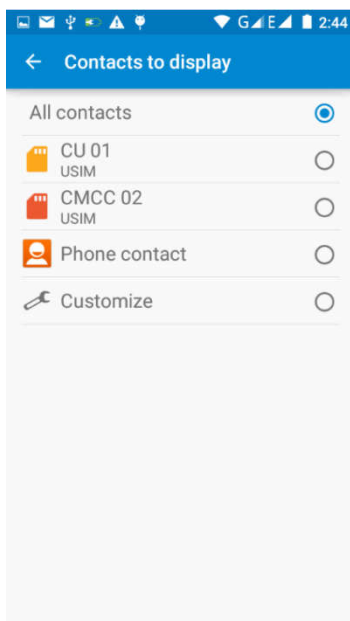 G E 2:44
Contacts to display
All contacts
CU 01
USIM
CMCC 02
USIM
Phone contact
Customize